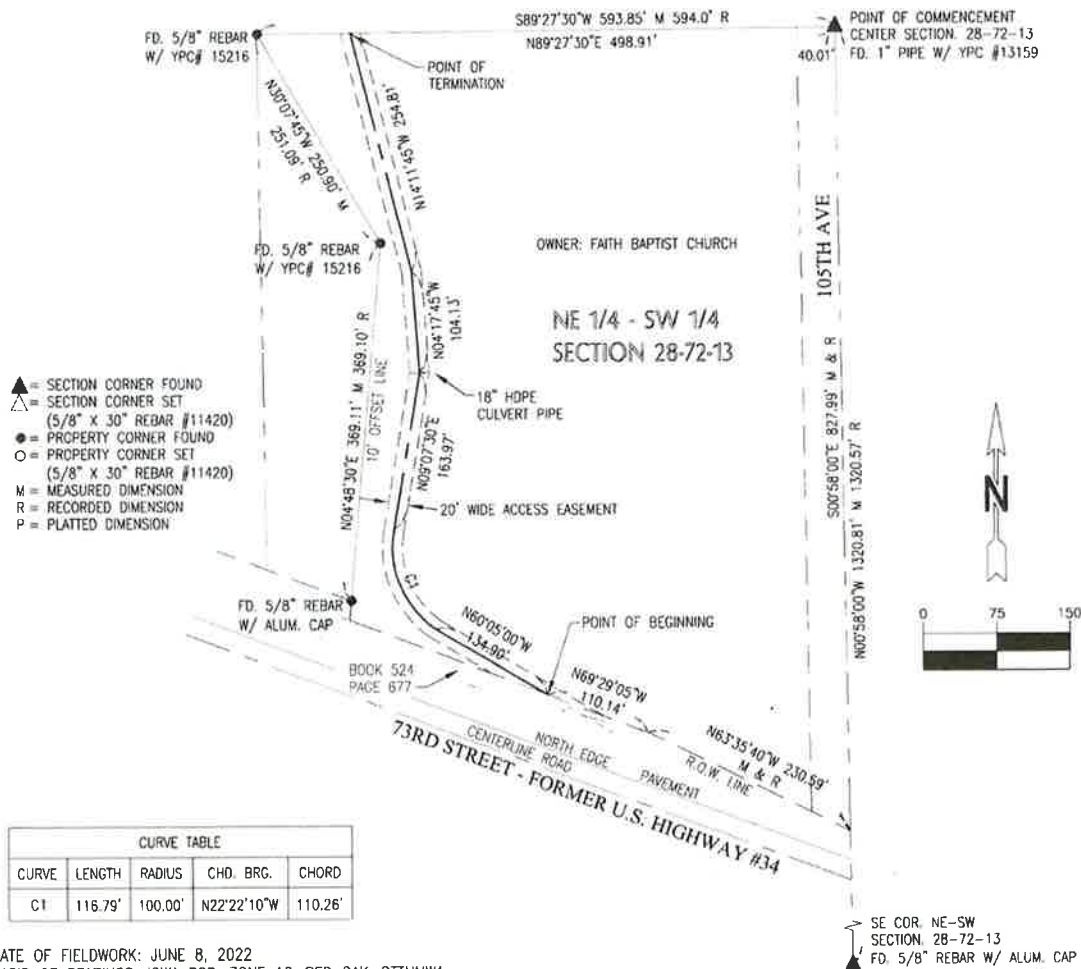 S89°27'30"W 593.85' M 594.0' R
N89°27'30"E 498.91'
40.01'
POINT OF COMMENCEMENT
CENTER SECTION. 28-72-13
FD. 1" PIPE W/ YPC #13159
FD. 5/8" REBAR
W/ YPC# 15216
POINT OF
TERMINATION
N30°07'45"W 250.90' M
251.09' R
N14°11'45"W 254.81'
FD. 5/8" REBAR
W/ YPC# 15216
OWNER: FAITH BAPTIST CHURCH
105TH AVE
NE 1/4 - SW 1/4
SECTION 28-72-13
N04°17'45"W
104.13'
18" HDPE
CULVERT PIPE
▲ = SECTION CORNER FOUND
△ = SECTION CORNER SET
(5/8" X 30" REBAR #11420)
● = PROPERTY CORNER FOUND
○ = PROPERTY CORNER SET
(5/8" X 30" REBAR #11420)
M = MEASURED DIMENSION
R = RECORDED DIMENSION
P = PLATTED DIMENSION
N04°48'30"E 369.11' M 369.10' R
10' OFFSET LINE
N09°07'30"E
163.97'
20' WIDE ACCESS EASEMENT
S00°58'00"E 827.99' M & R
N00°58'00"W 1320.81' M 1320.57' R
N
0 75 150
C1
FD. 5/8" REBAR
W/ ALUM. CAP
N60°05'00"W
134.90'
POINT OF BEGINNING
BOOK 524
PAGE 677
N69°29'05"W
110.14'
N63°35'40"W 230.59'
M & R
R.O.W. LINE
NORTH EDGE PAVEMENT
CENTERLINE ROAD
73RD STREET - FORMER U.S. HIGHWAY #34
CURVE TABLE
CURVE LENGTH RADIUS CHD. BRG. CHORD
C1 116.79' 100.00' N22°22'10"W 110.26'
SE COR. NE-SW
SECTION. 28-72-13
FD. 5/8" REBAR W/ ALUM. CAP
ATE OF FIELDWORK: JUNE 8, 2022